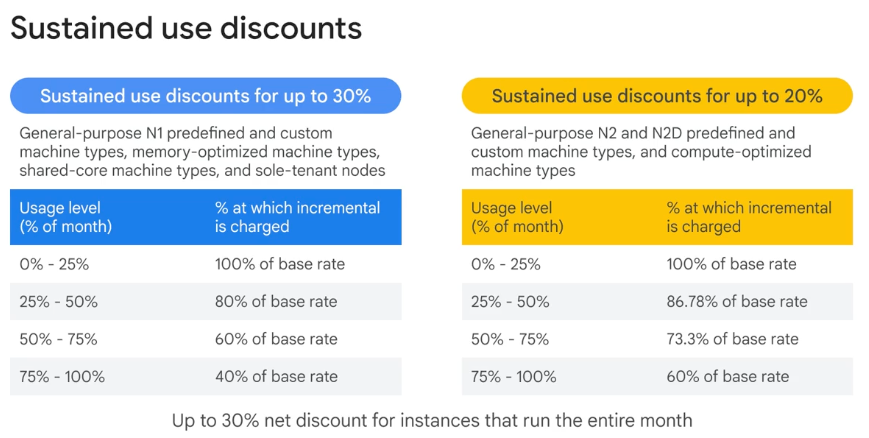 Sustained use discounts
Sustained use discounts for up to 30%
General-purpose N1 predefined and custom
machine types, memory-optimized machine types,
shared-core machine types, and sole-tenant nodes
Usage level
(% of month)
% at which incremental
is charged
0% - 25%
100% of base rate
25% - 50%
80% of base rate
50% - 75%
60% of base rate
75% - 100%
40% of base rate
Sustained use discounts for up to 20%
General-purpose N2 and N2D predefined and
custom machine types, and compute-optimized
machine types
Usage level
(% of month)
% at which incremental
is charged
0% - 25%
100% of base rate
25% - 50%
86.78% of base rate
50% - 75%
73.3% of base rate
75% - 100%
60% of base rate
Up to 30% net discount for instances that run the entire month